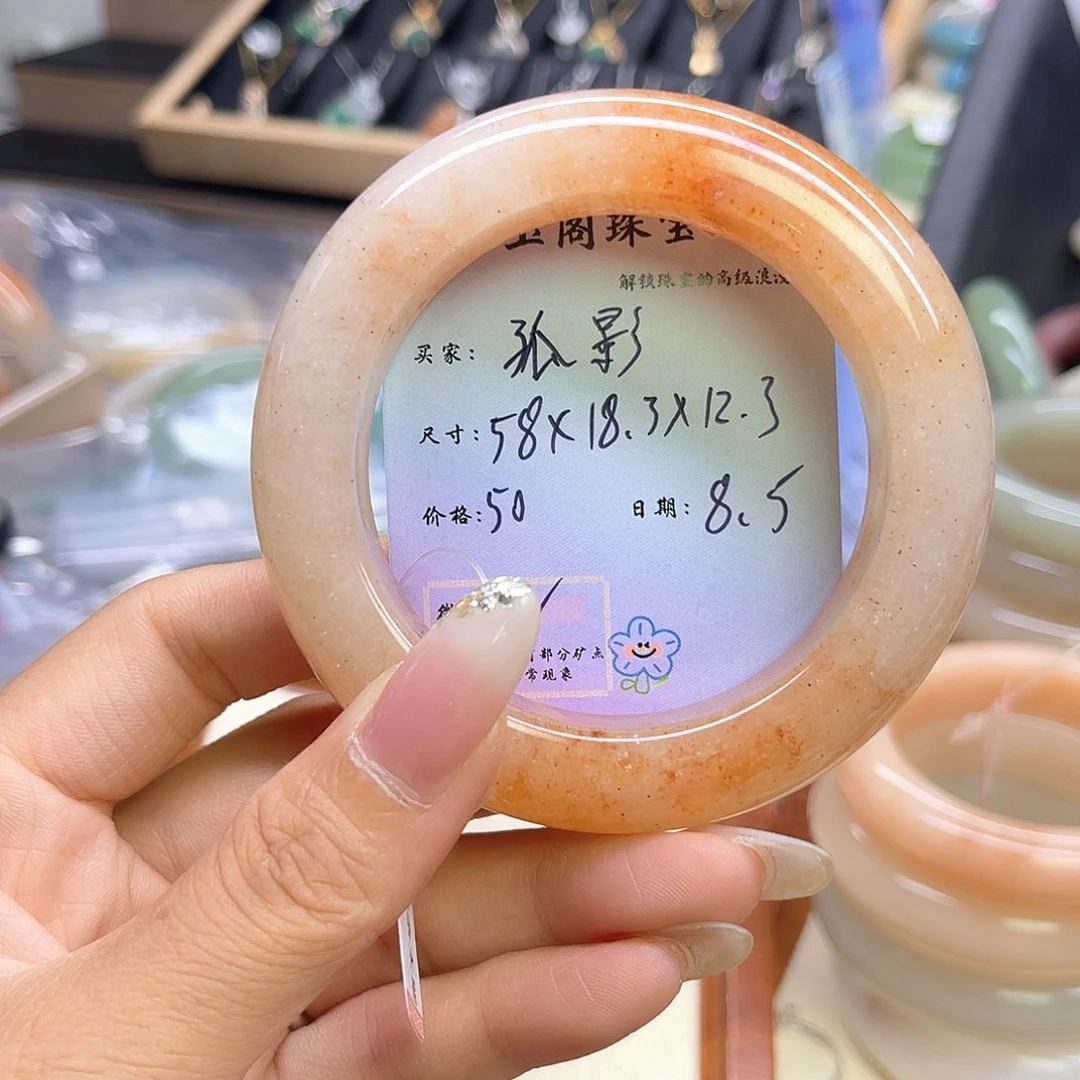 玉阁珠宝
解锁珠宝的高级浪漫
买家：孤影
尺寸：58×18.3×12.3
价格：50 日期：8.5
部分矿点
常现象